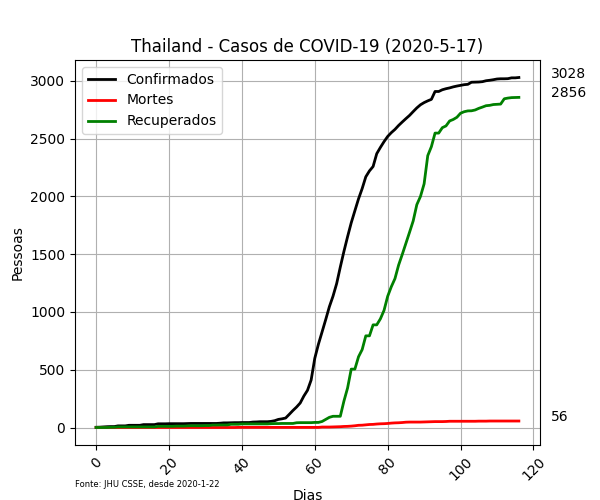 Thailand - Casos de COVID-19 (2020-5-17)
Confirmados
Mortes
Recuperados
3028
2856
56
3000
2500
2000
1500
1000
500
0
Pessoas
0
20
40
60
80
100
120
Fonte: JHU CSSE, desde 2020-1-22
Dias